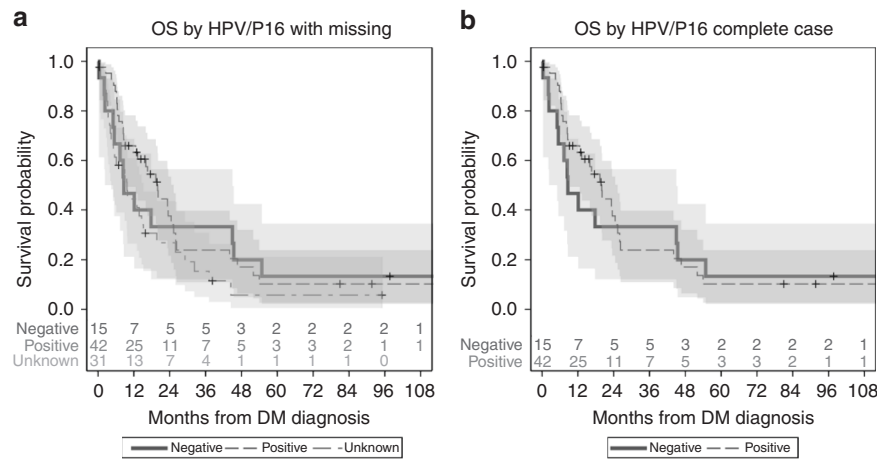 a
OS by HPV/P16 with missing
1.0
0.8
0.6
0.4
0.2
0.0
Survival probability
Negative 15 7 5 5 3 2 2 2 2 1
Positive 42 25 11 7 5 3 3 2 1 1
Unknown 31 13 7 4 1 1 1 1 0
0 12 24 36 48 60 72 84 96 108
Months from DM diagnosis
Negative Positive Unknown
b
OS by HPV/P16 complete case
1.0
0.8
0.6
0.4
0.2
0.0
Survival probability
Negative 15 7 5 5 3 2 2 2 2 1
Positive 42 25 11 7 5 3 3 2 1 1
0 12 24 36 48 60 72 84 96 108
Months from DM diagnosis
Negative Positive